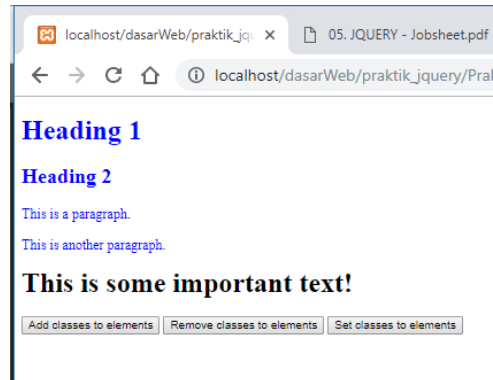 localhost/dasarWeb/praktik_jq
05. JQUERY - Jobsheet.pdf
localhost/dasarWeb/praktik_jquery/Pral
Heading 1
Heading 2
This is a paragraph.
This is another paragraph.
This is some important text!
Add classes to elements Remove classes to elements Set classes to elements